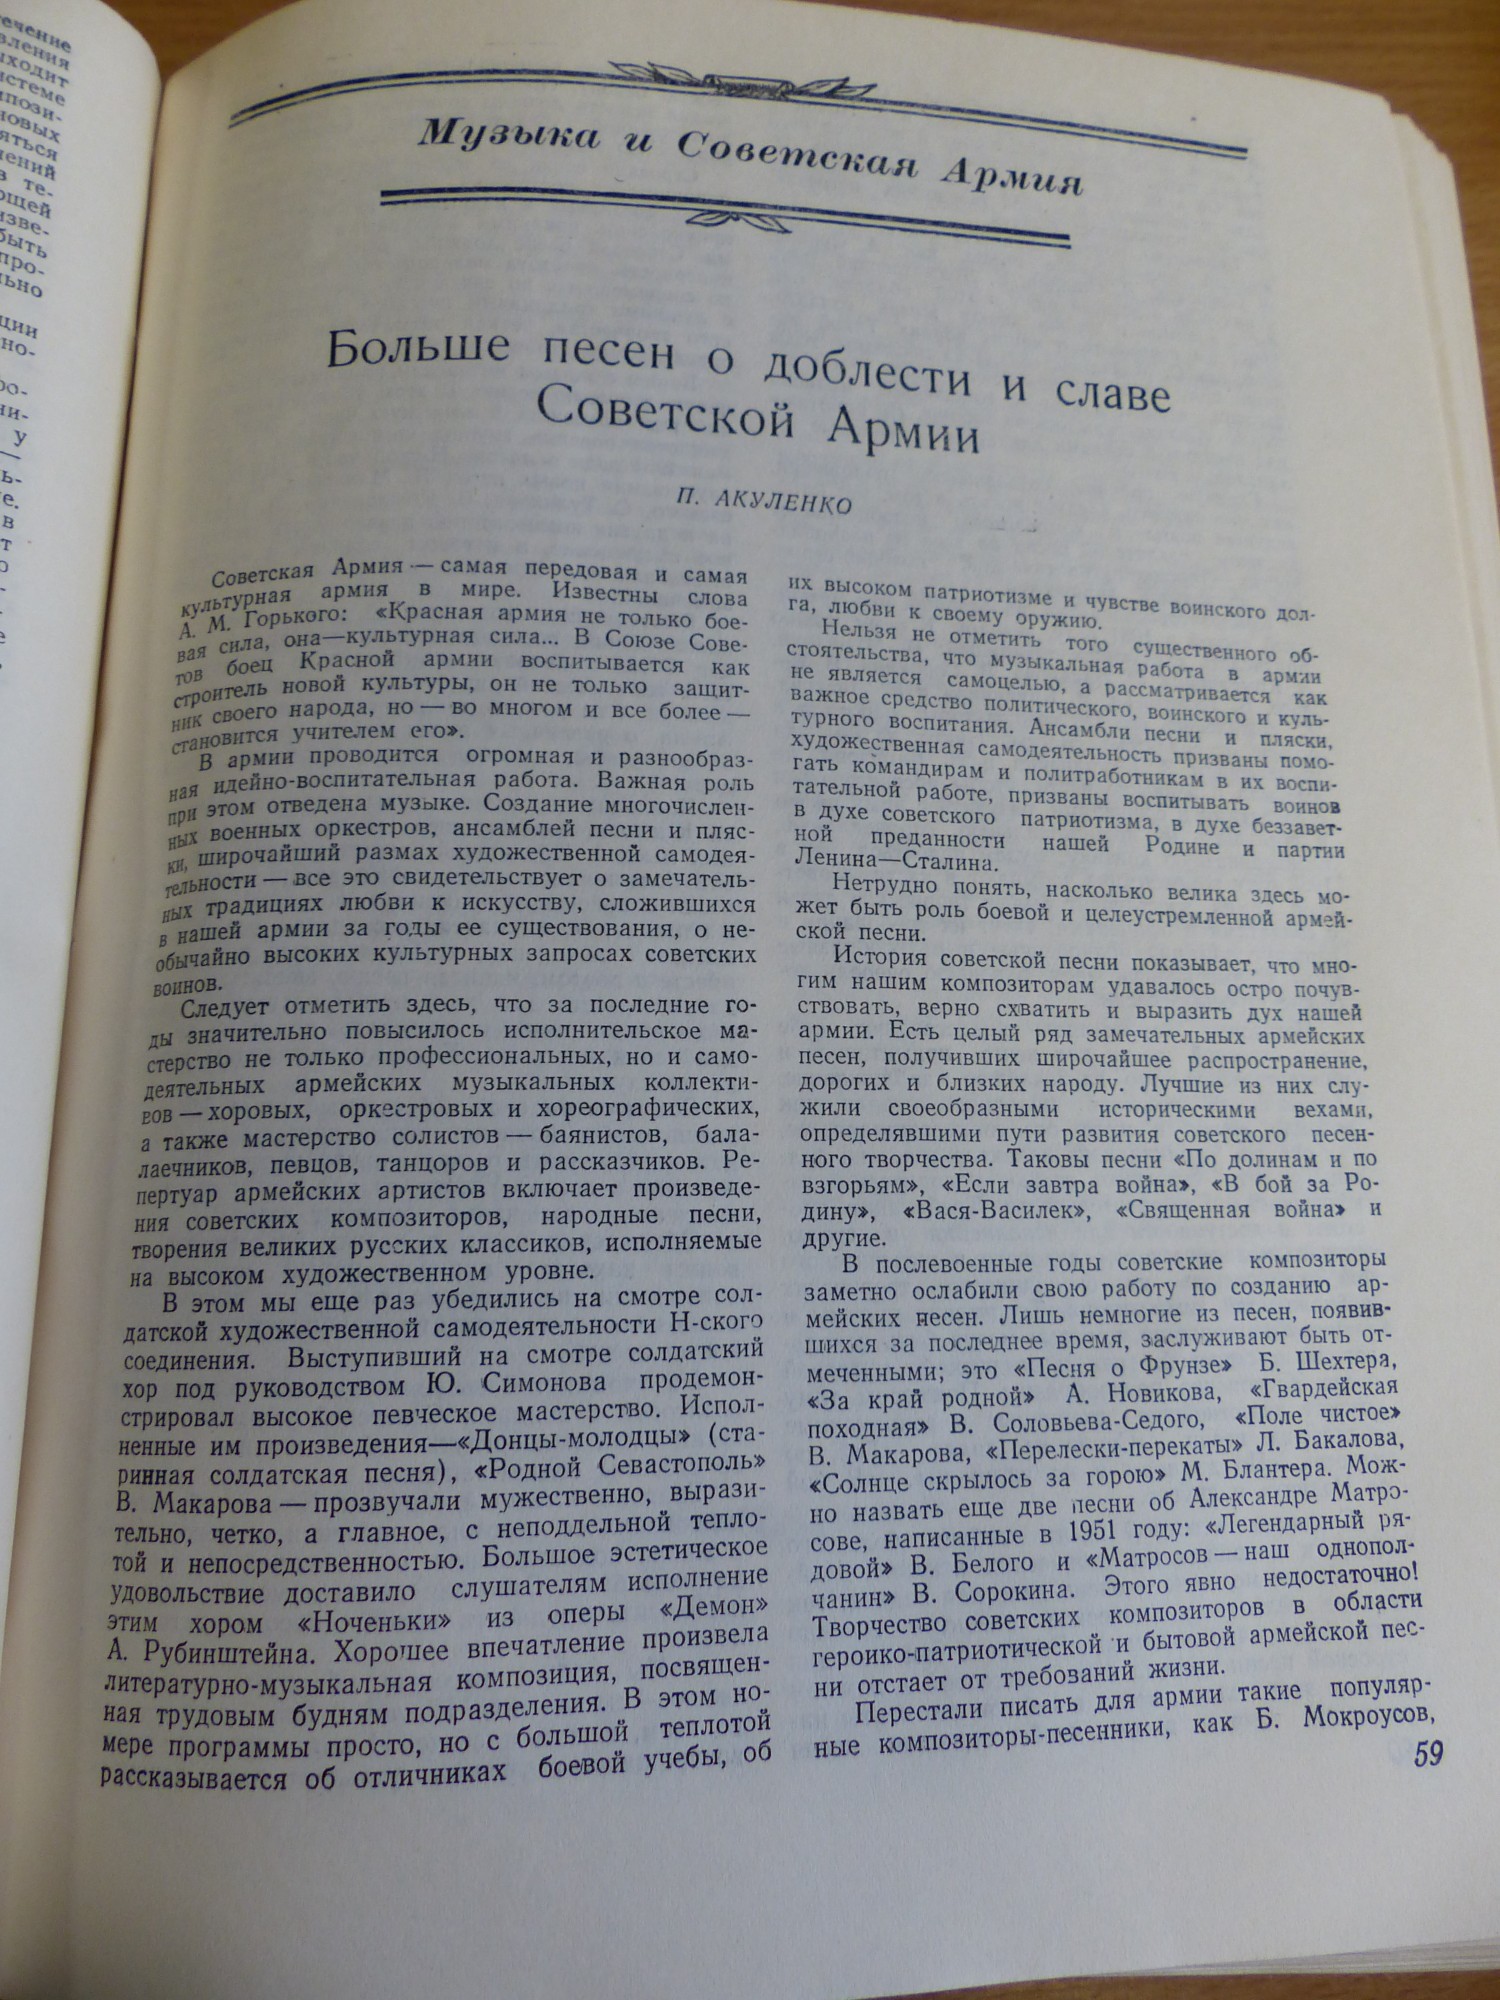 ечение
вления
ыходит
истеме
мпози-
новых
яться
чений
в те-
ющей
изве-
быть
про-
льно
ции
но-
ро-
ни-
у
—
ь-
е.
в
т
Музыка и Советская Армия
Больше песен о доблести и славе
Советской Армии
П. АКУЛЕНКО
Советская Армия — самая передовая и самая
культурная армия в мире. Известны слова
А. М. Горького: «Красная армия не только бое-
вая сила, она—культурная сила... В Союзе Сове-
тов боец Красной армии воспитывается как
строитель новой культуры, он не только защит-
ник своего народа, но — во многом и все более —
становится учителем его».
В армии проводится огромная и разнообраз-
ная идейно-воспитательная работа. Важная роль
при этом отведена музыке. Создание многочислен-
ных военных оркестров, ансамблей песни и пляс-
ки, широчайший размах художественной самодея-
тельности — все это свидетельствует о замечатель-
ных традициях любви к искусству, сложившихся
в нашей армии за годы ее существования, о не-
обычайно высоких культурных запросах советских
воинов.
Следует отметить здесь, что за последние го-
ды значительно повысилось исполнительское ма-
стерство не только профессиональных, но и само-
деятельных армейских музыкальных коллекти-
вов — хоровых, оркестровых и хореографических,
а также мастерство солистов — баянистов, бала-
лаечников, певцов, танцоров и рассказчиков. Ре-
пертуар армейских артистов включает произведе-
ния советских композиторов, народные песни,
творения великих русских классиков, исполняемые
на высоком художественном уровне.
В этом мы еще раз убедились на смотре сол-
датской художественной самодеятельности Н-ского
соединения. Выступивший на смотре солдатский
хор под руководством Ю. Симонова продемон-
стрировал высокое певческое мастерство. Испол-
ненные им произведения—«Донцы-молодцы» (ста-
ринная солдатская песня), «Родной Севастополь»
В. Макарова — прозвучали мужественно, вырази-
тельно, четко, а главное, с неподдельной тепло-
той и непосредственностью. Большое эстетическое
удовольствие доставило слушателям исполнение
этим хором «Ноченьки» из оперы «Демон»
А. Рубинштейна. Хорошее впечатление произвела
литературно-музыкальная композиция, посвящен-
ная трудовым будням подразделения. В этом но-
мере программы просто, но с большой теплотой
рассказывается об отличниках боевой учебы, об
их высоком патриотизме и чувстве воинского дол-
га, любви к своему оружию.
Нельзя не отметить того существенного об-
стоятельства, что музыкальная работа в армии
не является самоцелью, а рассматривается как
важное средство политического, воинского и куль-
турного воспитания. Ансамбли песни и пляски,
художественная самодеятельность призваны помо-
гать командирам и политработникам в их воспи-
тательной работе, призваны воспитывать воинов
в духе советского патриотизма, в духе беззавет-
ной преданности нашей Родине и партии
Ленина—Сталина.
Нетрудно понять, насколько велика здесь мо-
жет быть роль боевой и целеустремленной армей-
ской песни.
История советской песни показывает, что мно-
гим нашим композиторам удавалось остро почув-
ствовать, верно схватить и выразить дух нашей
армии. Есть целый ряд замечательных армейских
песен, получивших широчайшее распространение,
дорогих и близких народу. Лучшие из них слу-
жили своеобразными историческими вехами,
определявшими пути развития советского песен-
ного творчества. Таковы песни «По долинам и по
взгорьям», «Если завтра война», «В бой за Ро-
дину», «Вася-Василек», «Священная война» и
другие.
В послевоенные годы советские композиторы
заметно ослабили свою работу по созданию ар-
мейских песен. Лишь немногие из песен, появив-
шихся за последнее время, заслуживают быть от-
меченными; это «Песня о Фрунзе» Б. Шехтера,
«За край родной» А. Новикова, «Гвардейская
походная» В. Соловьева-Седого, «Поле чистое»
В. Макарова, «Перелески-перекаты» Л. Бакалова,
«Солнце скрылось за горою» М. Блантера. Мож-
но назвать еще две песни об Александре Матро-
сове, написанные в 1951 году: «Легендарный ря-
довой» В. Белого и «Матросов — наш однопол-
чанин» В. Сорокина. Этого явно недостаточно!
Творчество советских композиторов в области
героико-патриотической и бытовой армейской пес-
ни отстает от требований жизни.
Перестали писать для армии такие популяр-
ные композиторы-песенники, как Б. Мокроусов,
59